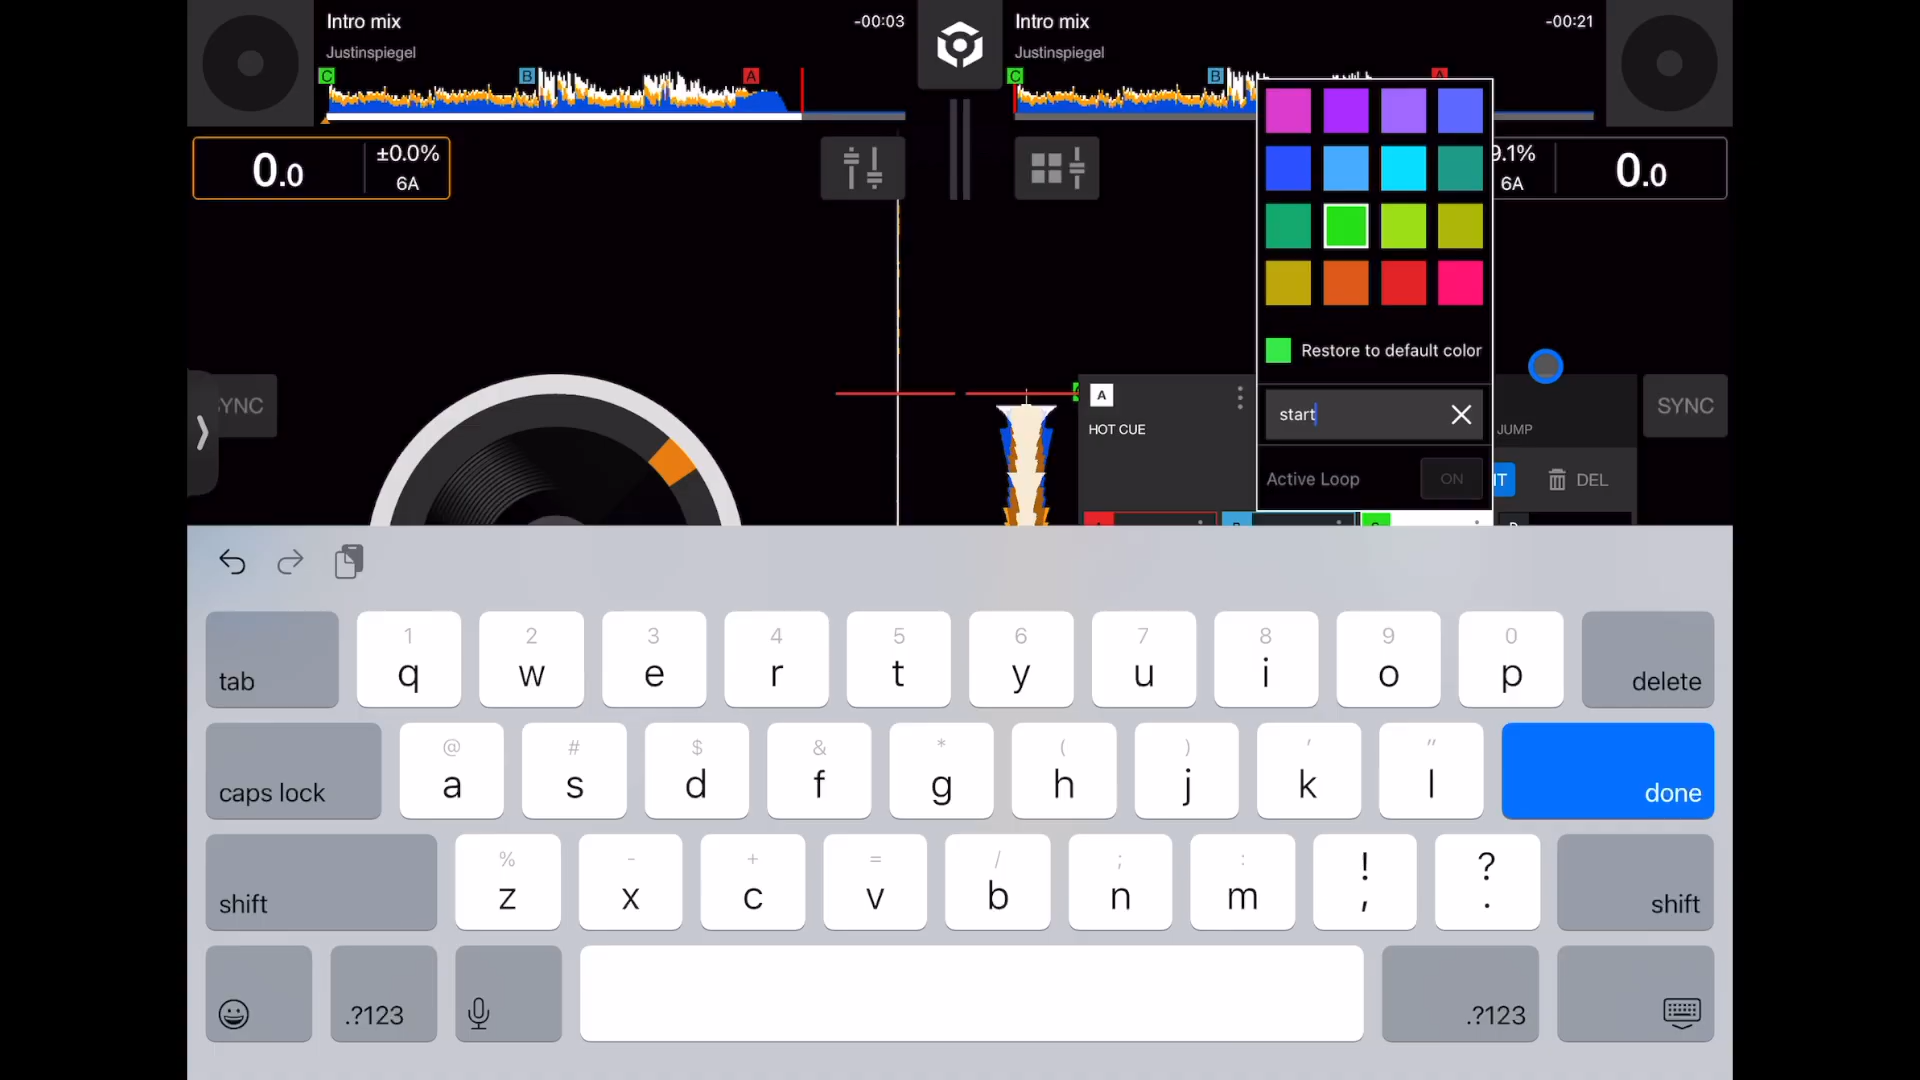 Intro mix
-00:03
Justinspiegel
C
B
A
Intro mix
-00:21
Justinspiegel
C
B
0.0
±0.0%
6A
9.1%
6A
0.0
Restore to default color
YNC
A
HOT CUE
start
JUMP
SYNC
Active Loop
ON
IT
DEL
tab
1 2 3 4 5 6 7 8 9 0
q w e r t y u i o p
delete
caps lock
@ # $ & * ( ) ' "
a s d f g h j k l
done
shift
% - + = / ; : ! ?
z x c v b n m , .
shift
.?123
.?123